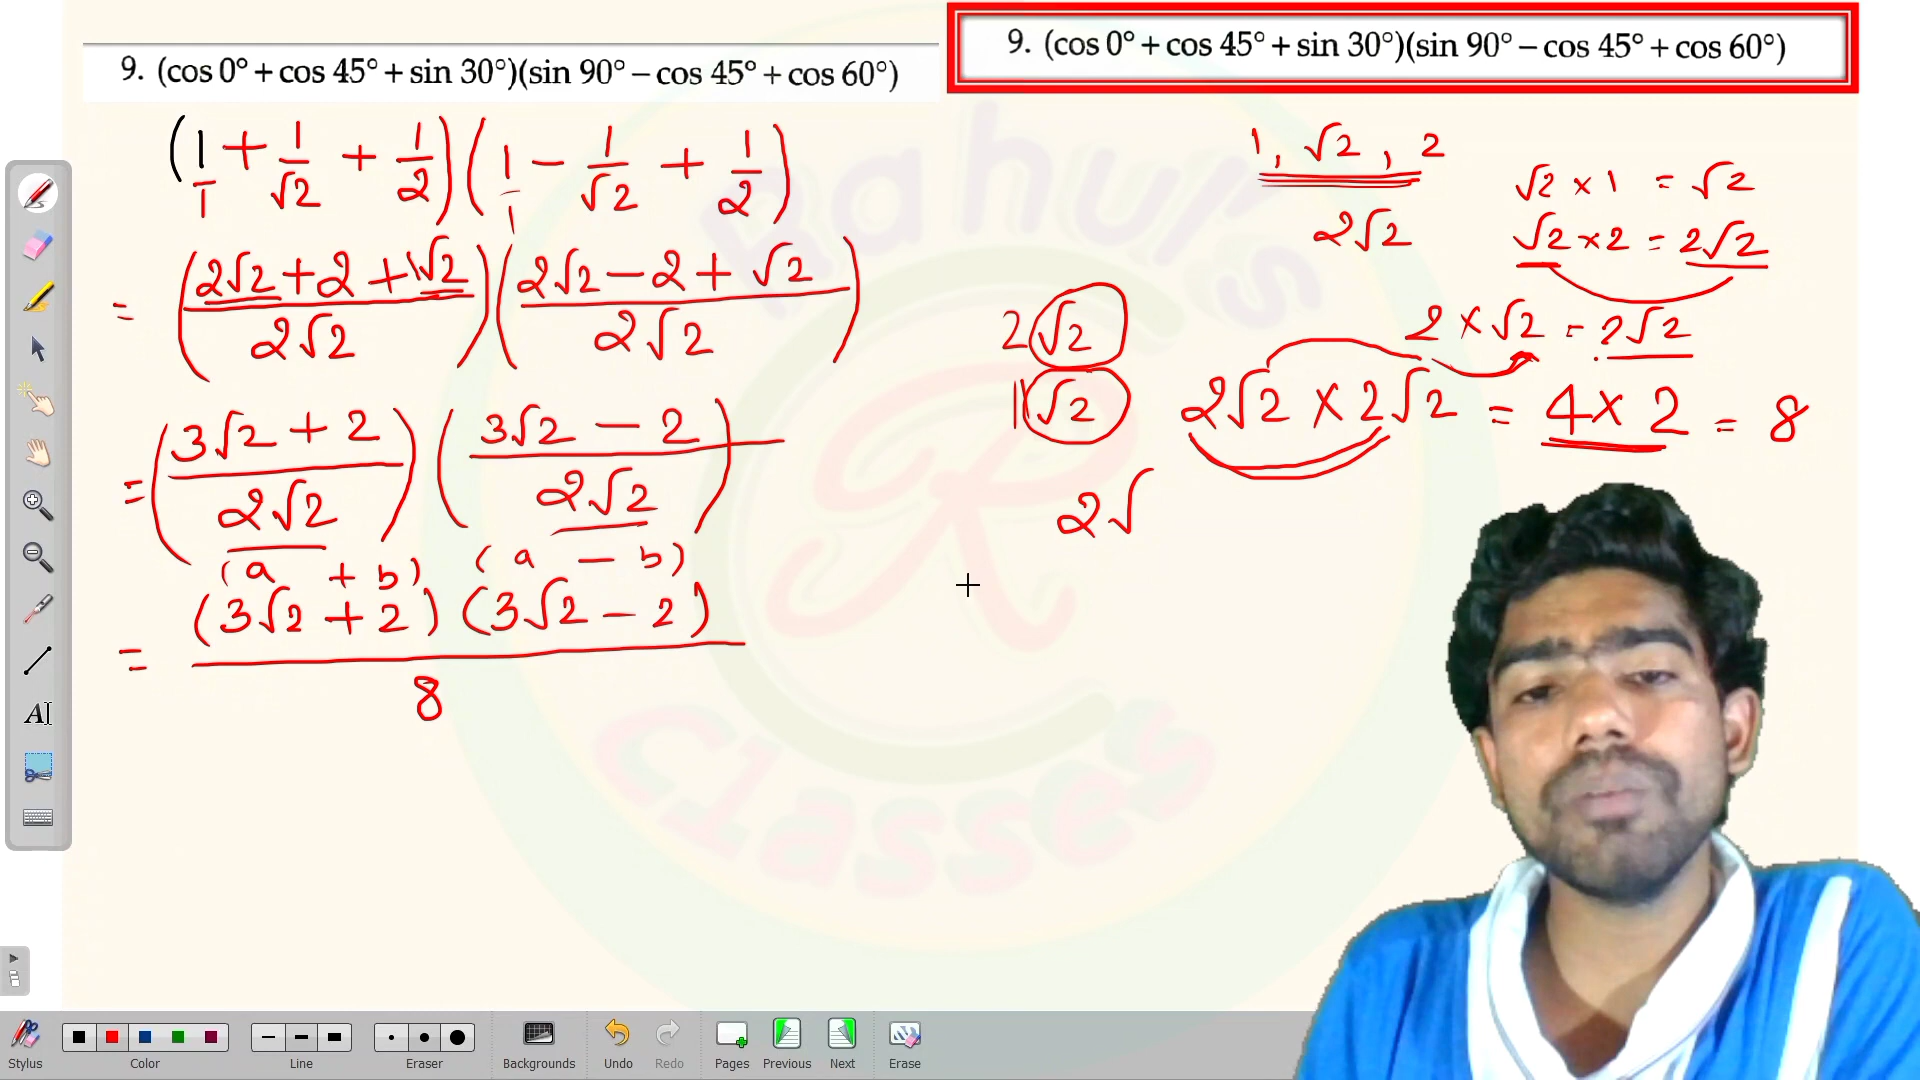 9. (cos 0° + cos 45° + sin 30°)(sin 90° – cos 45° + cos 60°)
9. (cos 0° + cos 45° + sin 30°)(sin 90° – cos 45° + cos 60°)
(1/1 + 1/√2 + 1/2)(1/1 − 1/√2 + 1/2)
= ((2√2 + 2 + 1√2)/2√2)((2√2 − 2 + √2)/2√2)
= ((3√2 + 2)/2√2)((3√2 − 2)/2√2)
(a + b) (a − b)
= (3√2 + 2)(3√2 − 2)/8
1, √2, 2
2√2
√2 × 1 = √2
√2 × 2 = 2√2
2 × √2 = 2√2
2√2
1√2
2√2 × 2√2 = 4 × 2 = 8
2√
Rahul's
R
Classes
AI
Stylus
Color
Line
Eraser
Backgrounds
Undo
Redo
Pages
Previous
Next
Erase